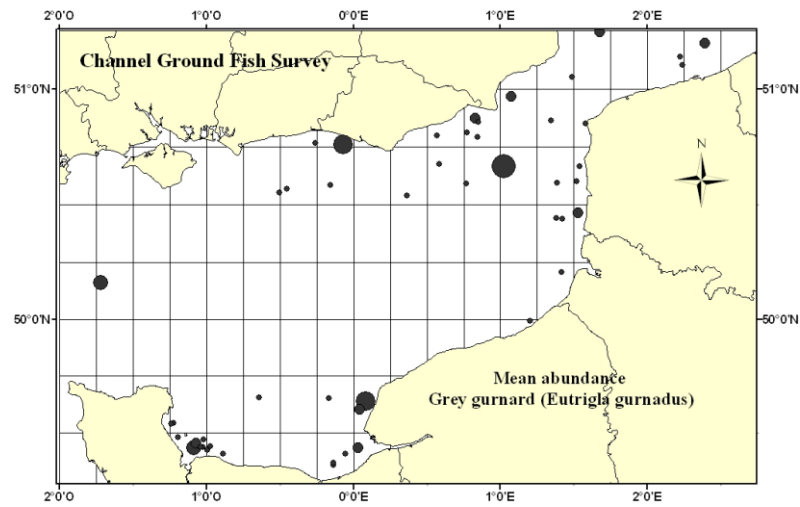 2°0' 1°0' 0°0'E 1°0'E 2°0'E
Channel Ground Fish Survey
51°0'N 51°0'N
N
50°0'N 50°0'N
Mean abundance
Grey gurnard (Eutrigla gurnadus)
2°0' 1°0' 0°0'E 1°0'E 2°0'E